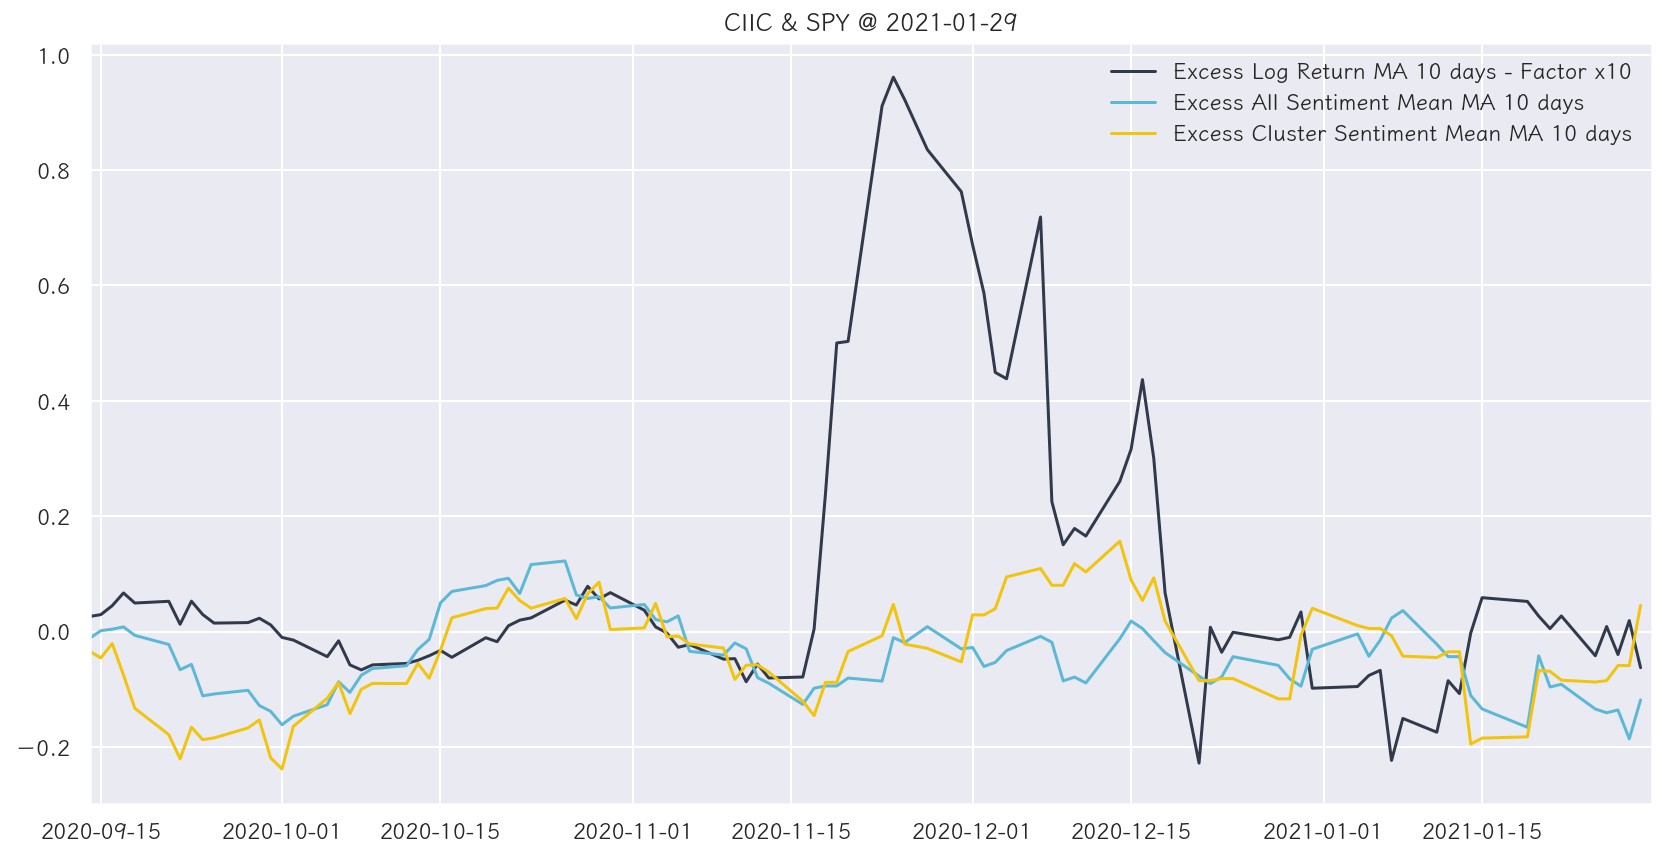 CIIC & SPY @ 2021-01-29
Excess Log Return MA 10 days - Factor x10
Excess All Sentiment Mean MA 10 days
Excess Cluster Sentiment Mean MA 10 days
1.0
0.8
0.6
0.4
0.2
0.0
−0.2
2020-09-15 2020-10-01 2020-10-15 2020-11-01 2020-11-15 2020-12-01 2020-12-15 2021-01-01 2021-01-15